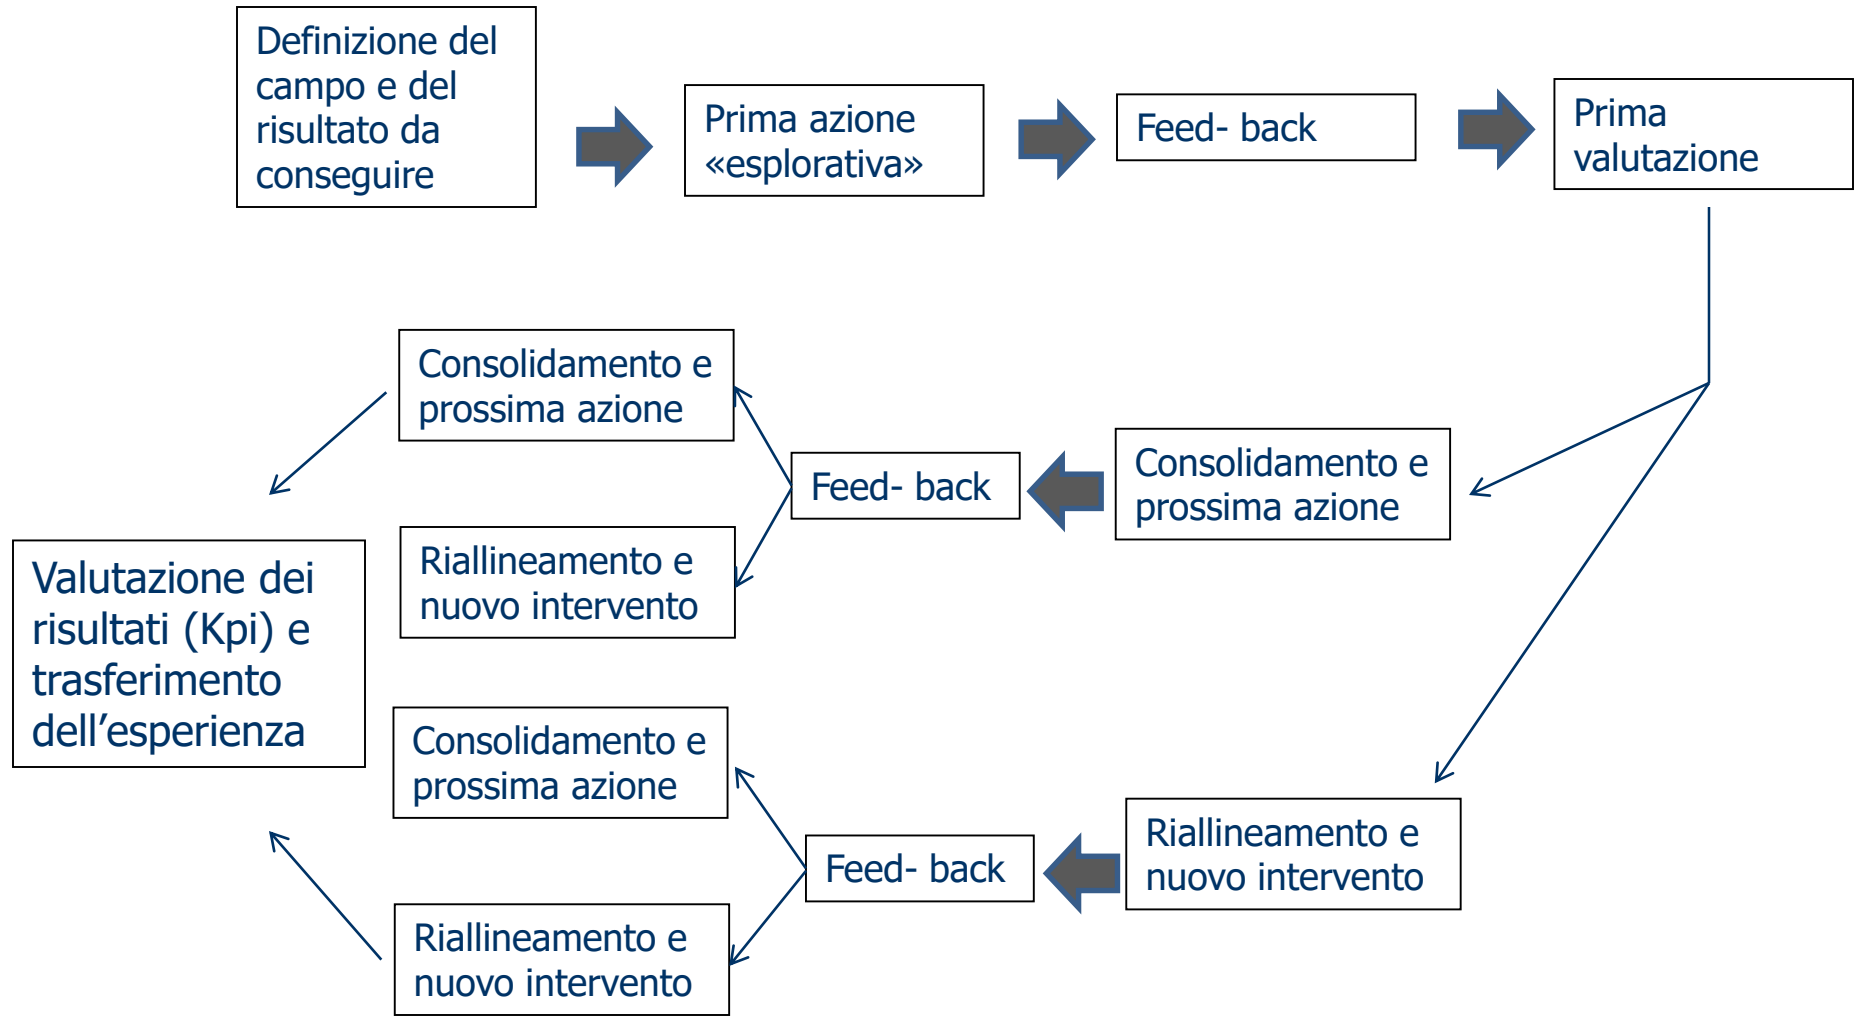 Definizione del
campo e del
risultato da
conseguire
Prima azione
«esplorativa»
Feed- back
Prima
valutazione
Consolidamento e
prossima azione
Feed- back
Consolidamento e
prossima azione
Riallineamento e
nuovo intervento
Valutazione dei
risultati (Kpi) e
trasferimento
dell’esperienza
Consolidamento e
prossima azione
Feed- back
Riallineamento e
nuovo intervento
Riallineamento e
nuovo intervento